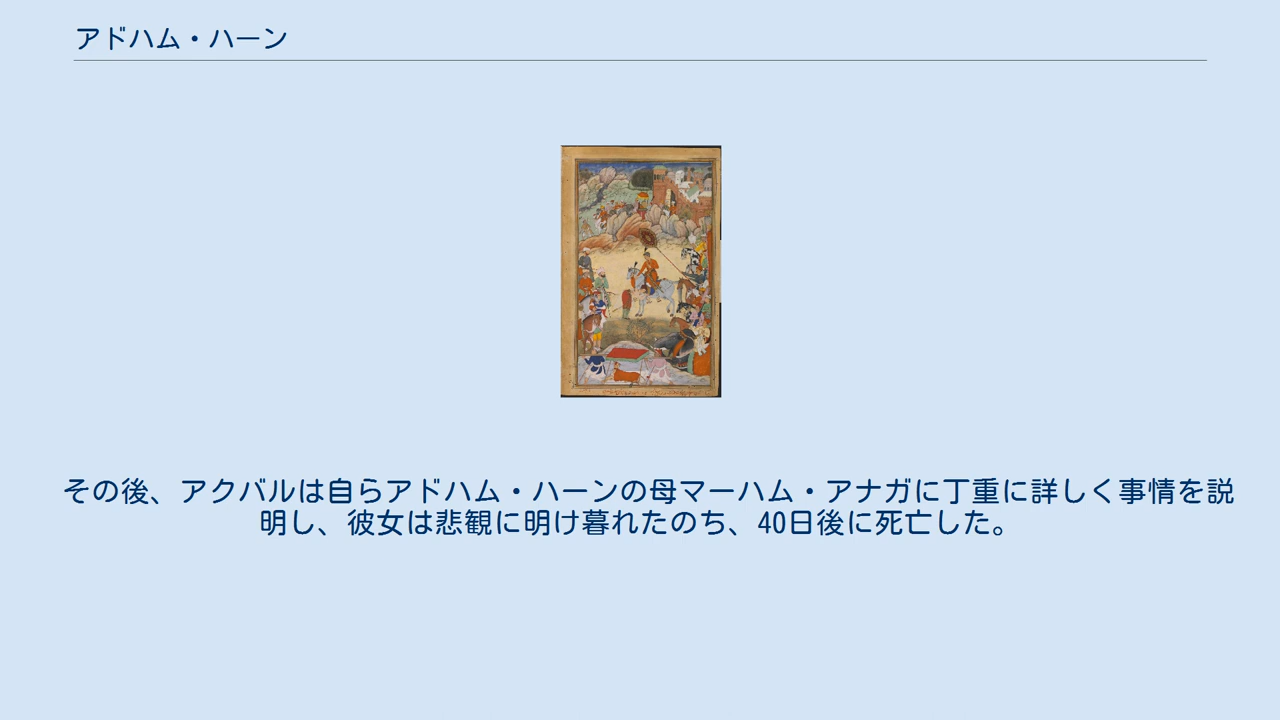 アドハム・ハーン
その後、アクバルは自らアドハム・ハーンの母マーハム・アナガに丁重に詳しく事情を説
明し、彼女は悲観に明け暮れたのち、40日後に死亡した。